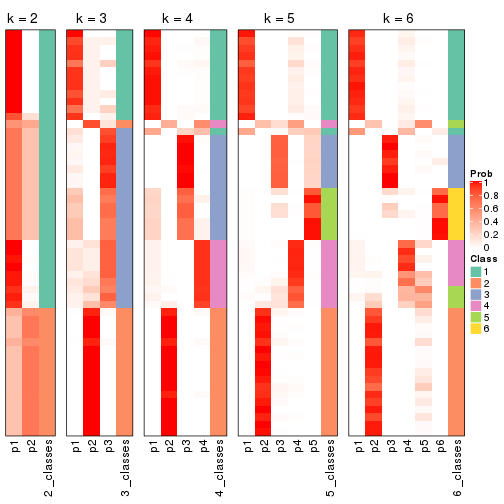 k = 2
k = 3
k = 4
k = 5
k = 6
p1
p2
2_classes
p1
p2
p3
3_classes
p1
p2
p3
p4
4_classes
p1
p2
p3
p4
p5
5_classes
p1
p2
p3
p4
p5
p6
6_classes
Prob
1
0.8
0.6
0.4
0.2
0
Class
1
2
3
4
5
6